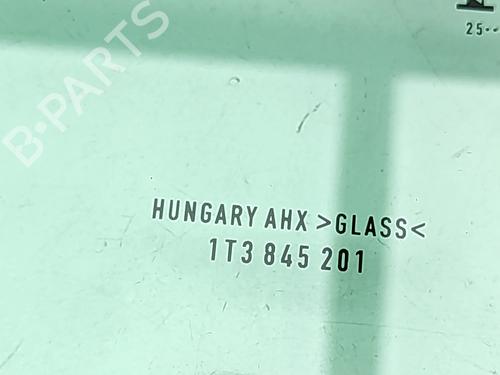 25··
HUNGARY AHX >GLASS<
1T3 845 201
B-PARTS